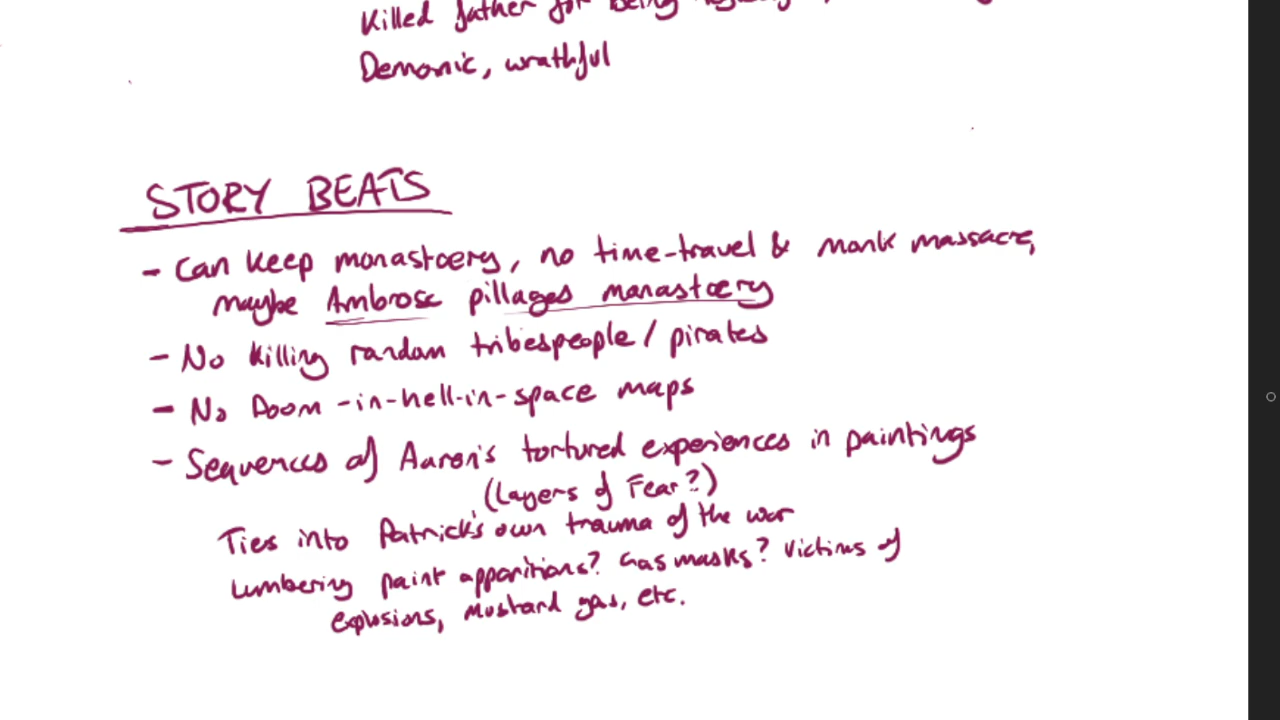 Killed father for being
Demonic, wrathful
STORY BEATS
- Can keep monastoery, no time-travel & monk massacre,
maybe Ambrose pillages monastoery
- No killing random tribespeople / pirates
- No Doom-in-hell-in-space maps
- Sequences of Aaron's tortured experiences in paintings
(Layers of Fear?)
Ties into Patrick's own trauma of the war
Lumbering paint apparitions? Gas masks? Victims of
explosions, mustard gas, etc.